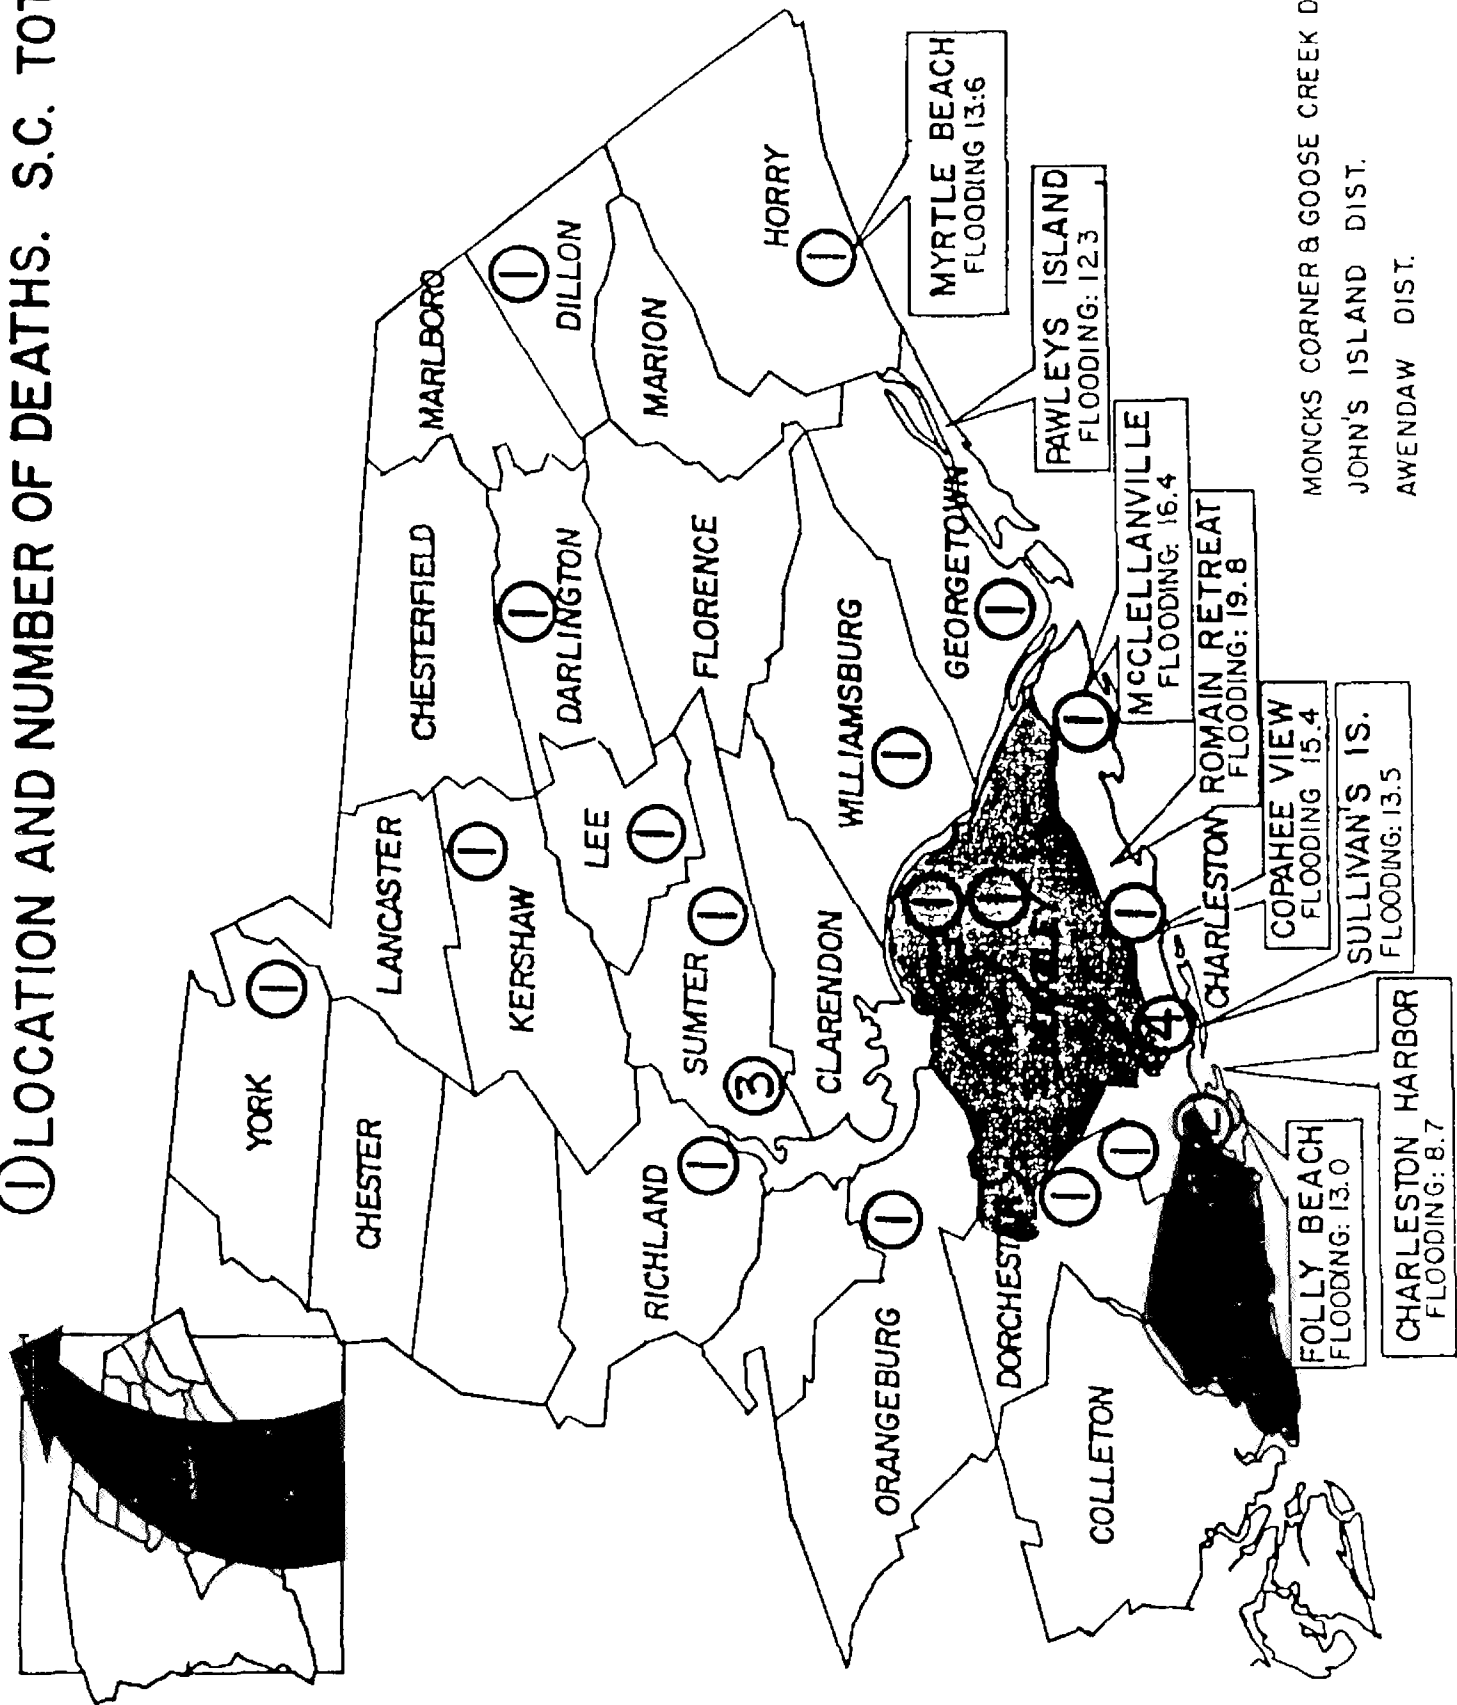 ① LOCATION AND NUMBER OF DEATHS. S.C. TOT
YORK
①
CHESTER
LANCASTER
CHESTERFIELD
MARLBORO
①
KERSHAW
①
DARLINGTON
①
DILLON
LEE
①
RICHLAND
①
SUMTER
①
③
FLORENCE
MARION
CLARENDON
WILLIAMSBURG
①
HORRY
①
ORANGEBURG
①
GEORGETOWN
①
DORCHEST
①
①
①
①
COLLETON
CHARLESTON
①
①
④
MYRTLE BEACH
FLOODING 13.6
PAWLEYS ISLAND
FLOODING: 12.3
McCLELLANVILLE
FLOODING: 16.4
ROMAIN RETREAT
FLOODING: 19.8
COPAHEE VIEW
FLOODING 15.4
SULLIVAN'S IS.
FLOODING: 13.5
FOLLY BEACH
FLOODING: 13.0
CHARLESTON HARBOR
FLOODING: 8.7
MONCKS CORNER & GOOSE CREEK D
JOHN'S ISLAND DIST.
AWENDAW DIST.